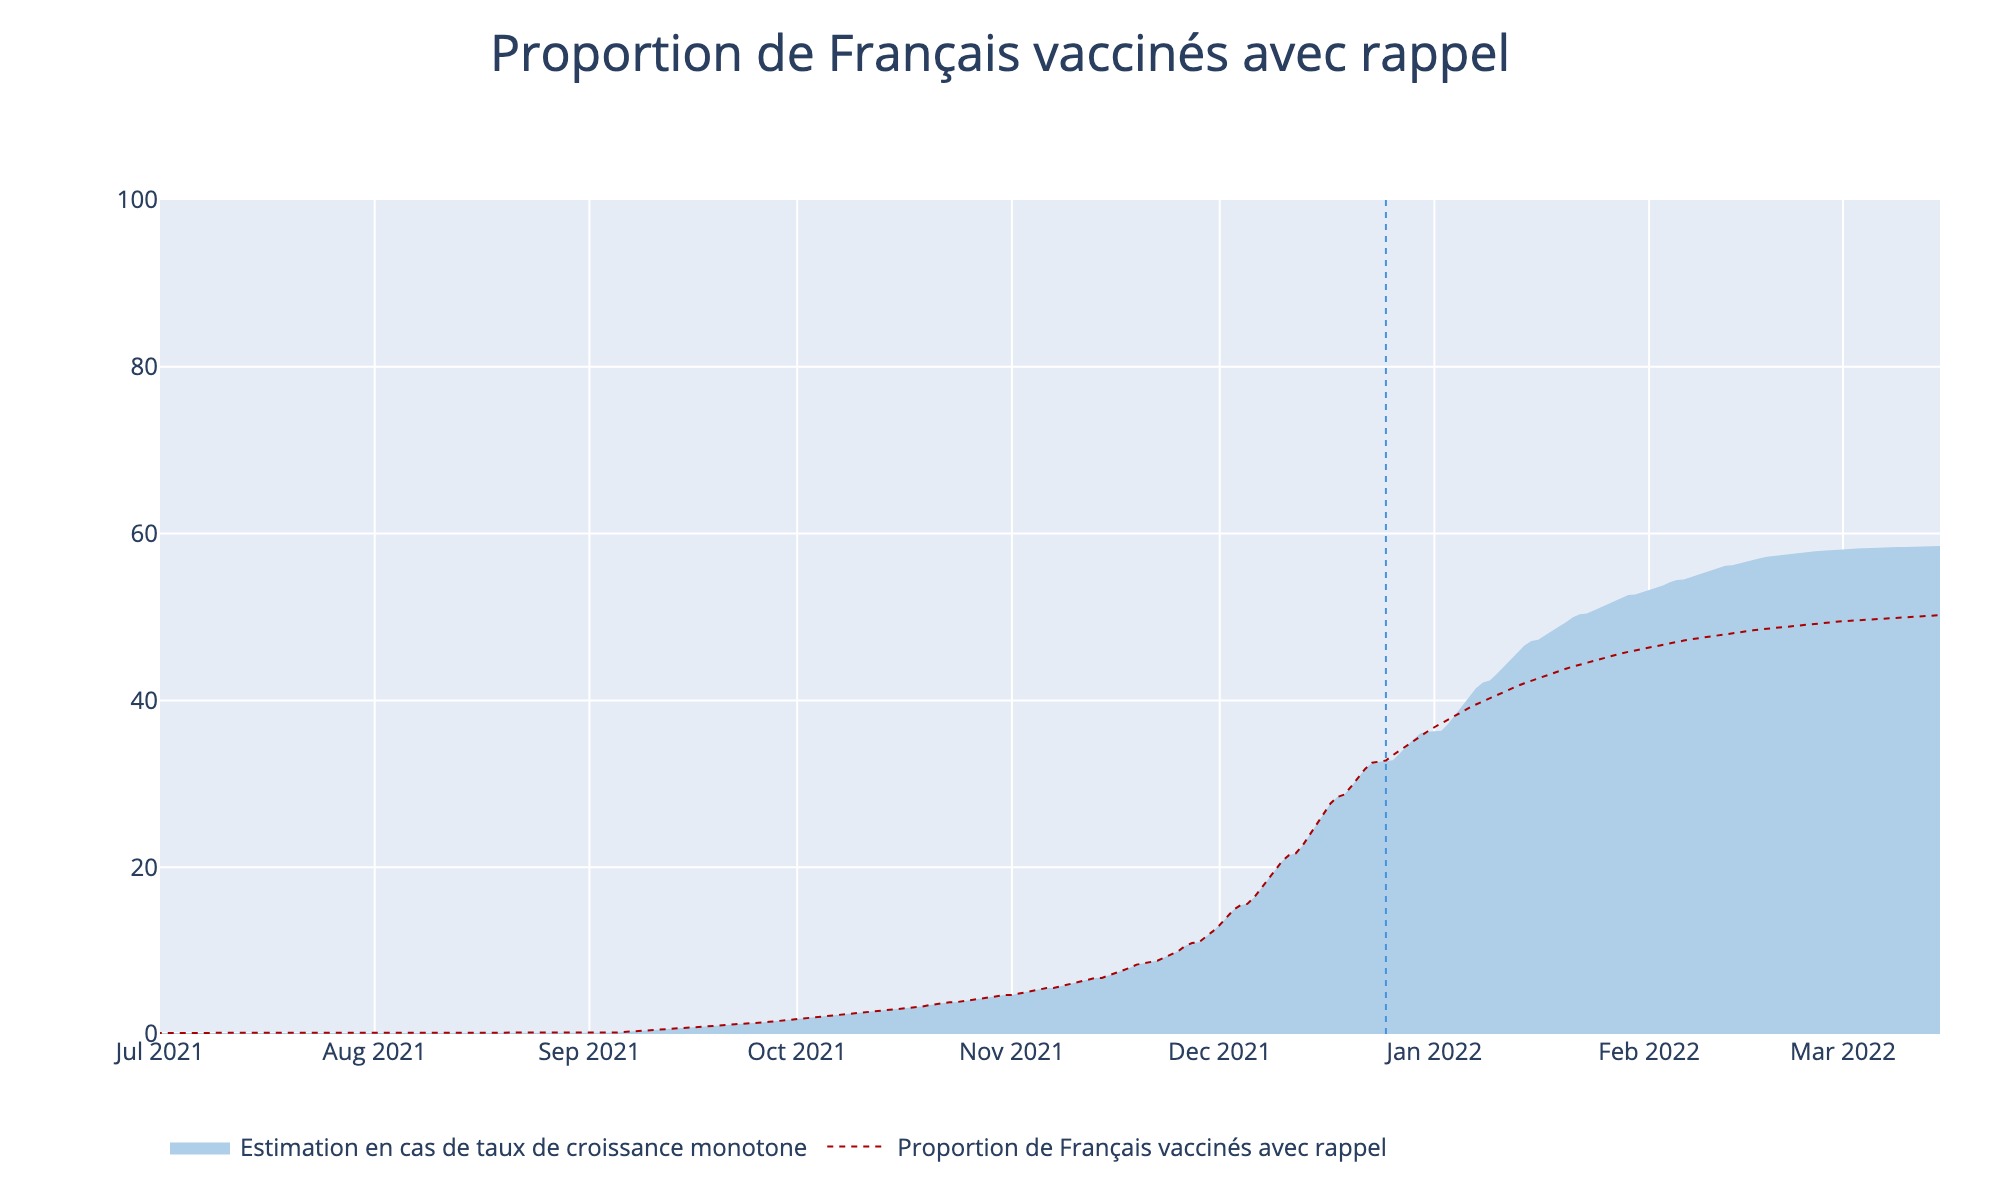 Proportion de Français vaccinés avec rappel
100
80
60
40
20
0
Jul 2021 Aug 2021 Sep 2021 Oct 2021 Nov 2021 Dec 2021 Jan 2022 Feb 2022 Mar 2022
Estimation en cas de taux de croissance monotone Proportion de Français vaccinés avec rappel